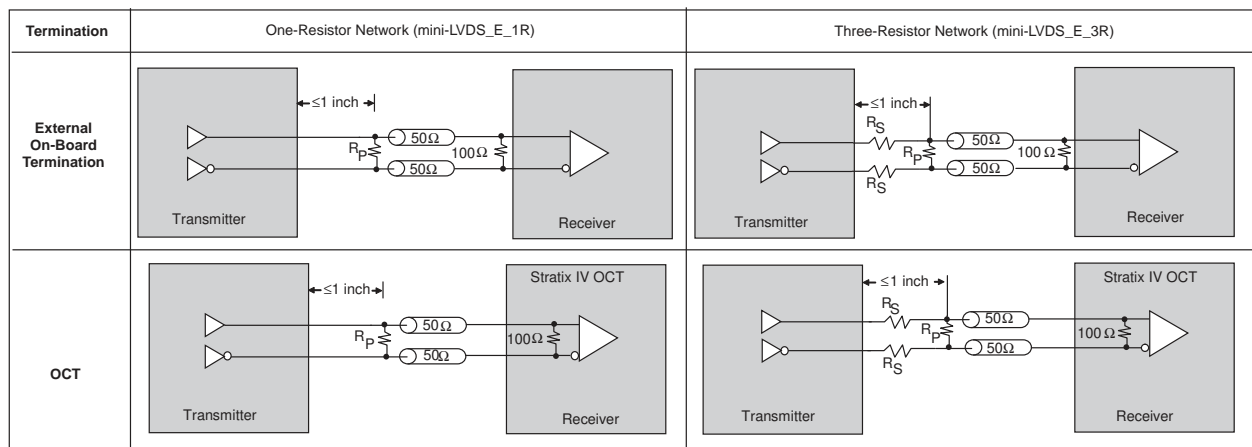 Termination
One-Resistor Network (mini-LVDS_E_1R)
Three-Resistor Network (mini-LVDS_E_3R)
External
On-Board
Termination
≤1 inch
50Ω
RP
100Ω
50Ω
Transmitter
Receiver
≤1 inch
RS
50Ω
RP
100Ω
50Ω
RS
Transmitter
Receiver
OCT
Stratix IV OCT
≤1 inch
50Ω
RP
100Ω
50Ω
Transmitter
Receiver
Stratix IV OCT
≤1 inch
RS
50Ω
RP
100Ω
50Ω
RS
Transmitter
Receiver